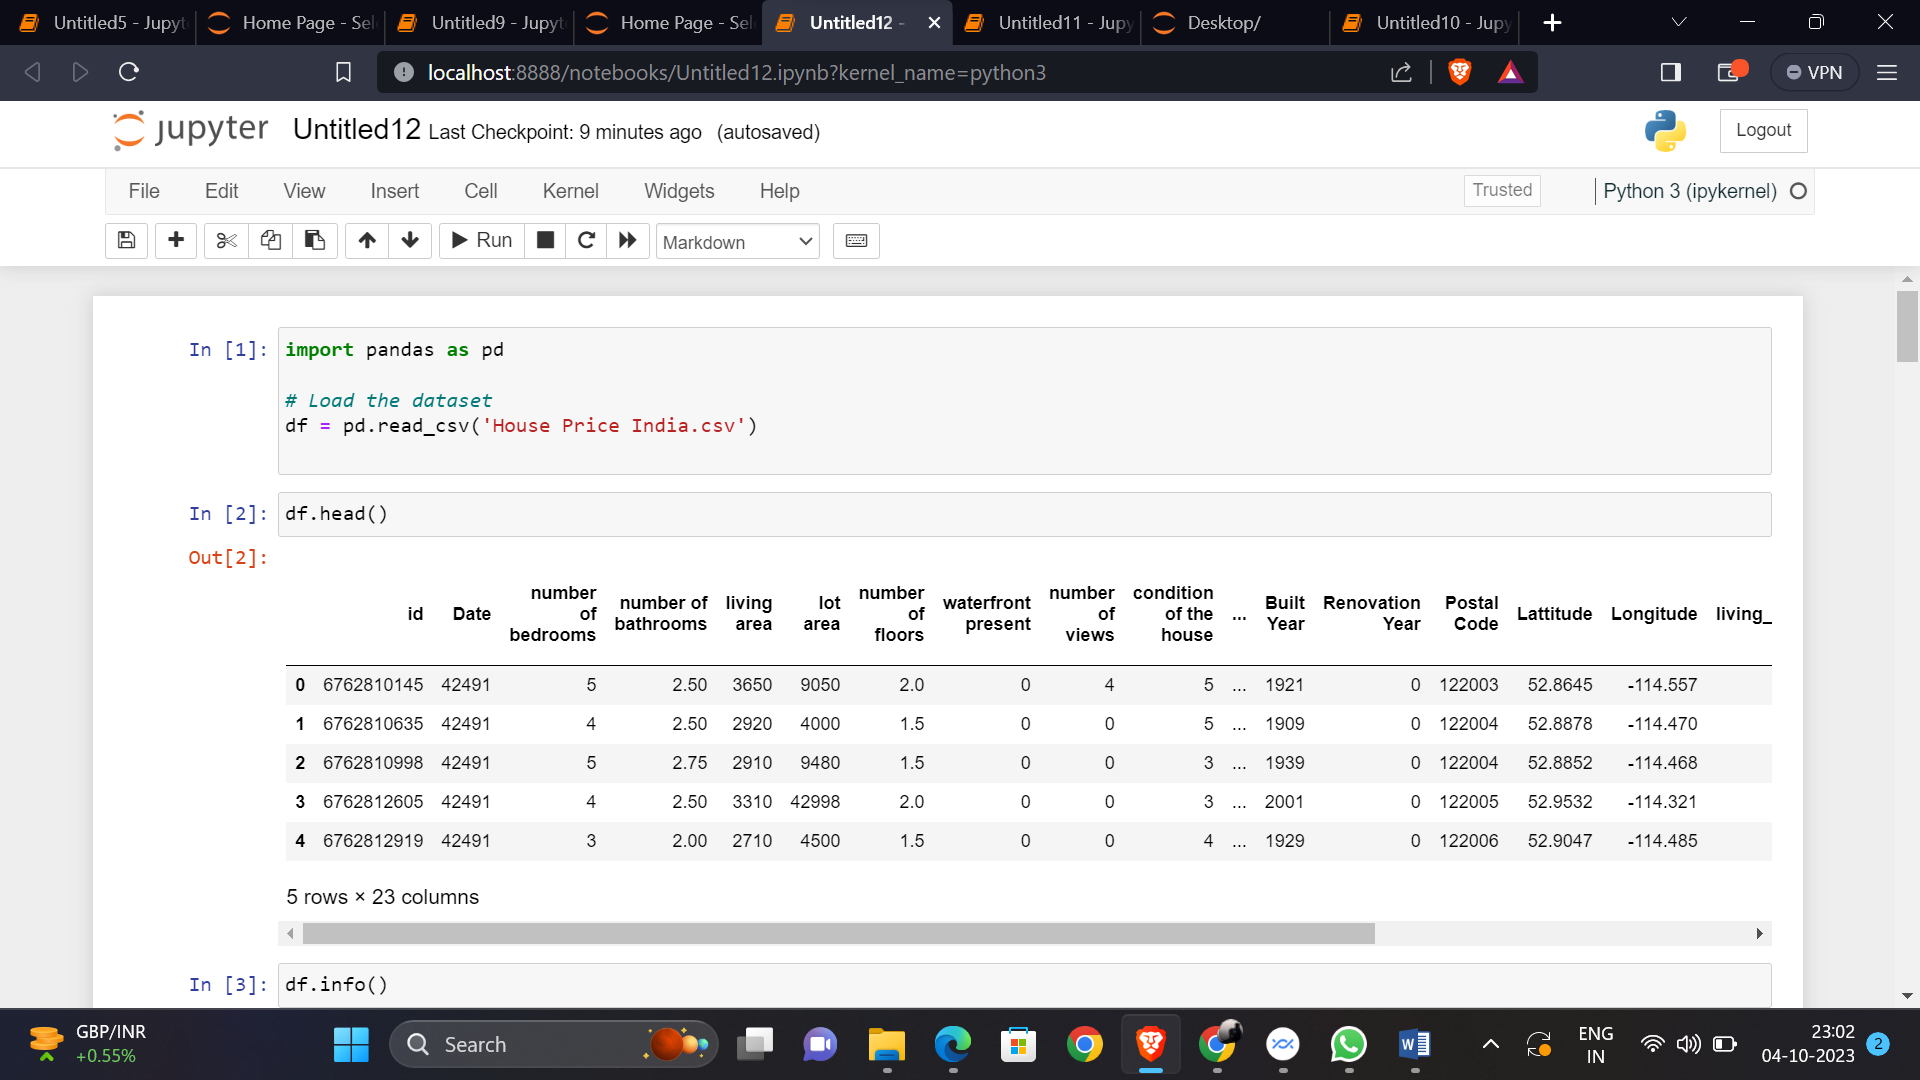 Untitled5 - Jupyt
Home Page - Sel
Untitled9 - Jupyt
Home Page - Sel
Untitled12 -
Untitled11 - Jupy
Desktop/
Untitled10 - Jupy
localhost:8888/notebooks/Untitled12.ipynb?kernel_name=python3
VPN
jupyter Untitled12 Last Checkpoint: 9 minutes ago (autosaved)
Logout
File Edit View Insert Cell Kernel Widgets Help
Trusted
Python 3 (ipykernel)
Run
Markdown
In [1]: import pandas as pd
# Load the dataset
df = pd.read_csv('House Price India.csv')
In [2]: df.head()
Out[2]:
id Date number of bedrooms number of bathrooms living area lot area number of floors waterfront present number of views condition of the house ... Built Year Renovation Year Postal Code Lattitude Longitude living_
0 6762810145 42491 5 2.50 3650 9050 2.0 0 4 5 ... 1921 0 122003 52.8645 -114.557
1 6762810635 42491 4 2.50 2920 4000 1.5 0 0 5 ... 1909 0 122004 52.8878 -114.470
2 6762810998 42491 5 2.75 2910 9480 1.5 0 0 3 ... 1939 0 122004 52.8852 -114.468
3 6762812605 42491 4 2.50 3310 42998 2.0 0 0 3 ... 2001 0 122005 52.9532 -114.321
4 6762812919 42491 3 2.00 2710 4500 1.5 0 0 4 ... 1929 0 122006 52.9047 -114.485
5 rows × 23 columns
In [3]: df.info()
GBP/INR
+0.55%
Search
ENG
IN
23:02
04-10-2023
2